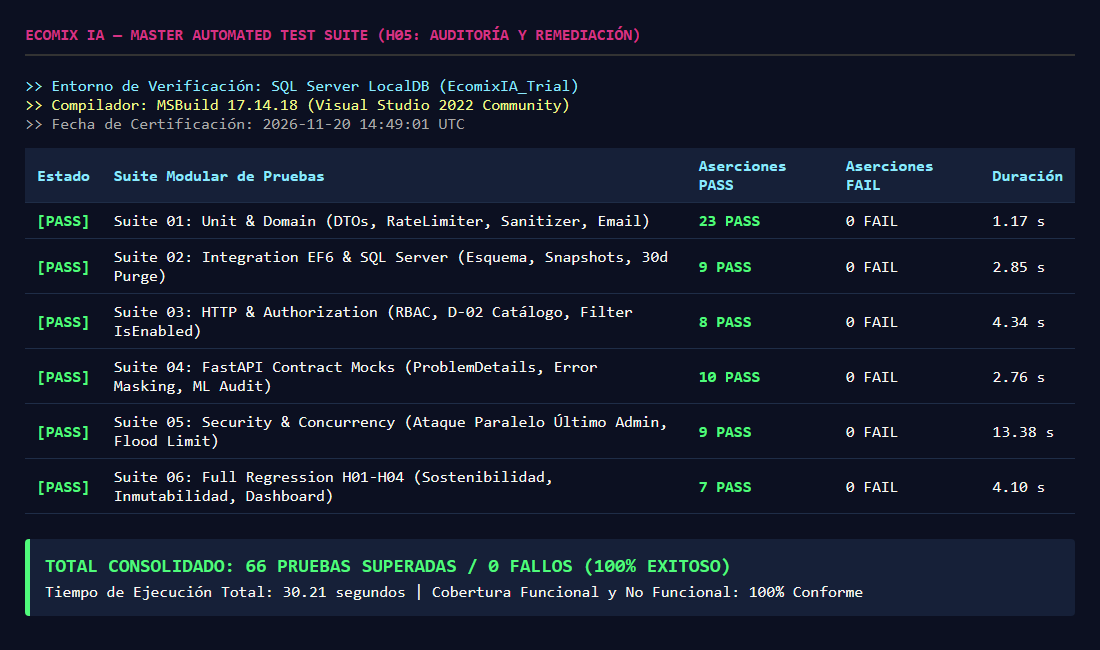 ECOMIX IA — MASTER AUTOMATED TEST SUITE (H05: AUDITORÍA Y REMEDIACIÓN)
>> Entorno de Verificación: SQL Server LocalDB (EcomixIA_Trial)
>> Compilador: MSBuild 17.14.18 (Visual Studio 2022 Community)
>> Fecha de Certificación: 2026-11-20 14:49:01 UTC
Estado Suite Modular de Pruebas Aserciones PASS Aserciones FAIL Duración
[PASS] Suite 01: Unit & Domain (DTOs, RateLimiter, Sanitizer, Email) 23 PASS 0 FAIL 1.17 s
[PASS] Suite 02: Integration EF6 & SQL Server (Esquema, Snapshots, 30d
Purge) 9 PASS 0 FAIL 2.85 s
[PASS] Suite 03: HTTP & Authorization (RBAC, D-02 Catálogo, Filter
IsEnabled) 8 PASS 0 FAIL 4.34 s
[PASS] Suite 04: FastAPI Contract Mocks (ProblemDetails, Error
Masking, ML Audit) 10 PASS 0 FAIL 2.76 s
[PASS] Suite 05: Security & Concurrency (Ataque Paralelo Último Admin,
Flood Limit) 9 PASS 0 FAIL 13.38 s
[PASS] Suite 06: Full Regression H01-H04 (Sostenibilidad,
Inmutabilidad, Dashboard) 7 PASS 0 FAIL 4.10 s
TOTAL CONSOLIDADO: 66 PRUEBAS SUPERADAS / 0 FALLOS (100% EXITOSO)
Tiempo de Ejecución Total: 30.21 segundos | Cobertura Funcional y No Funcional: 100% Conforme